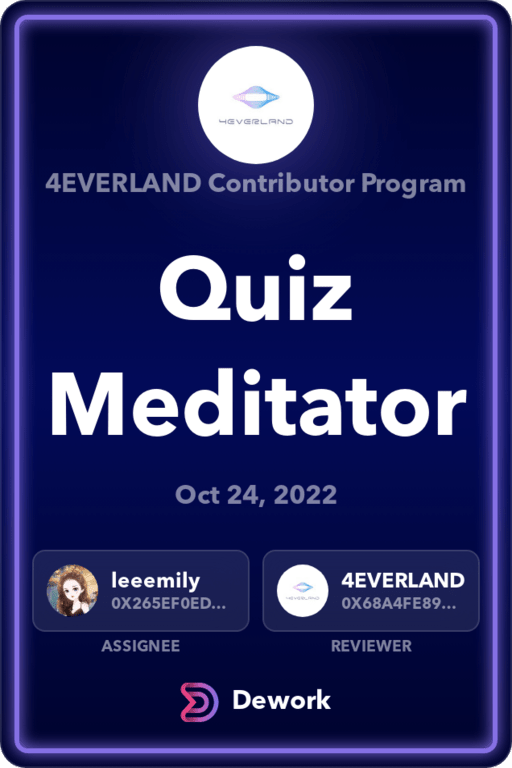 4EVERLAND
4EVERLAND Contributor Program
Quiz
Meditator
Oct 24, 2022
leeemily
0X265EF0ED...
ASSIGNEE
4EVERLAND
4EVERLAND
0X68A4FE89...
REVIEWER
Dework